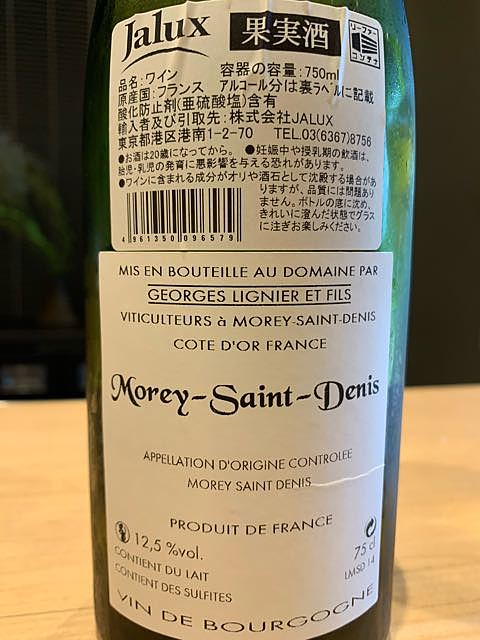 Jalux 果実酒 リーファー コンテナ
品名:ワイン 容器の容量:750ml
原産国:フランス アルコール分は裏ラベルに記載
酸化防止剤(亜硫酸塩)含有
輸入者及び引取先:株式会社JALUX
東京都港区港南1-2-70 TEL.03(6367)8756
●お酒は20歳になってから。 ●妊娠中や授乳期の飲酒は、
胎児・乳児の発育に悪影響を与える恐れがあります。
●ワインに含まれる成分がオリや酒石として沈殿する場合があ
りますが、品質には問題あり
ません。ボトルの底に沈め、
きれいに澄んだ状態でグラス
に注ぎお楽しみください。
4 961350 096579
MIS EN BOUTEILLE AU DOMAINE PAR
GEORGES LIGNIER ET FILS
VITICULTEURS à MOREY-SAINT-DENIS
COTE D'OR FRANCE
Morey-Saint-Denis
APPELLATION D'ORIGINE CONTROLEE
MOREY SAINT DENIS
PRODUIT DE FRANCE
12,5 %vol. 75 cl
CONTIENT DU LAIT LMSD 14
CONTIENT DES SULFITES
VIN DE BOURGOGNE